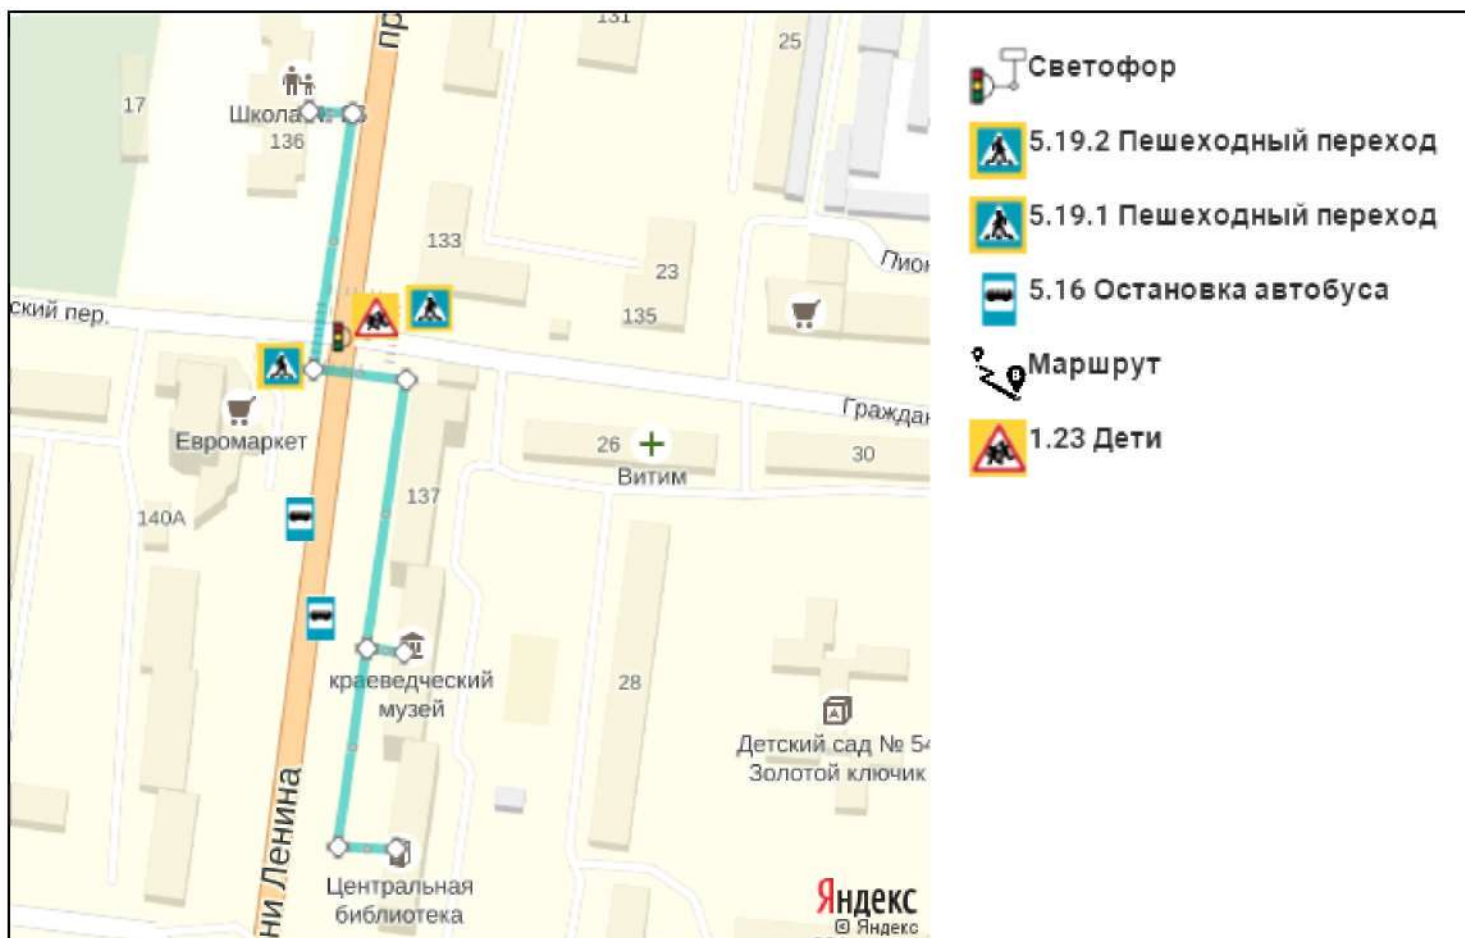 пр
131
25
17
Школа
136
133
23
135
Пион
ский пер.
Евромаркет
Граждан
26
30
Витим
137
140А
краеведческий
музей
28
Детский сад № 54
Золотой ключик
ни Ленина
Центральная
библиотека
Яндекс
© Яндекс
Светофор
5.19.2 Пешеходный переход
5.19.1 Пешеходный переход
5.16 Остановка автобуса
Маршрут
1.23 Дети